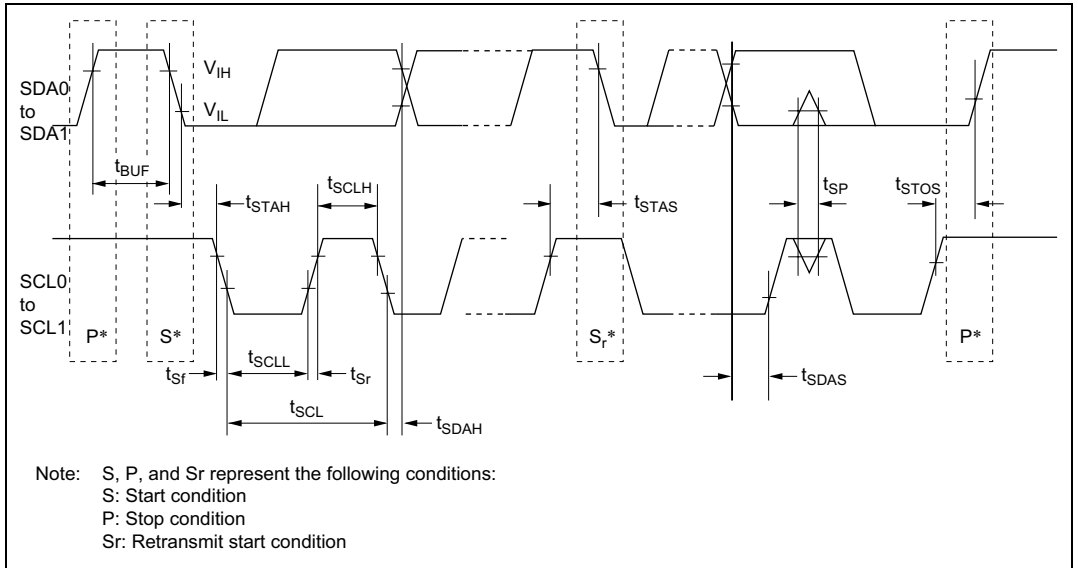 SDA0
to
SDA1
VIH
VIL
tBUF
tSTAH
tSCLH
tSTAS
tSP
tSTOS
SCL0
to
SCL1
P*
S*
Sr*
P*
tSf
tSCLL
tSr
tSCL
tSDAH
tSDAS
Note: S, P, and Sr represent the following conditions:
S: Start condition
P: Stop condition
Sr: Retransmit start condition